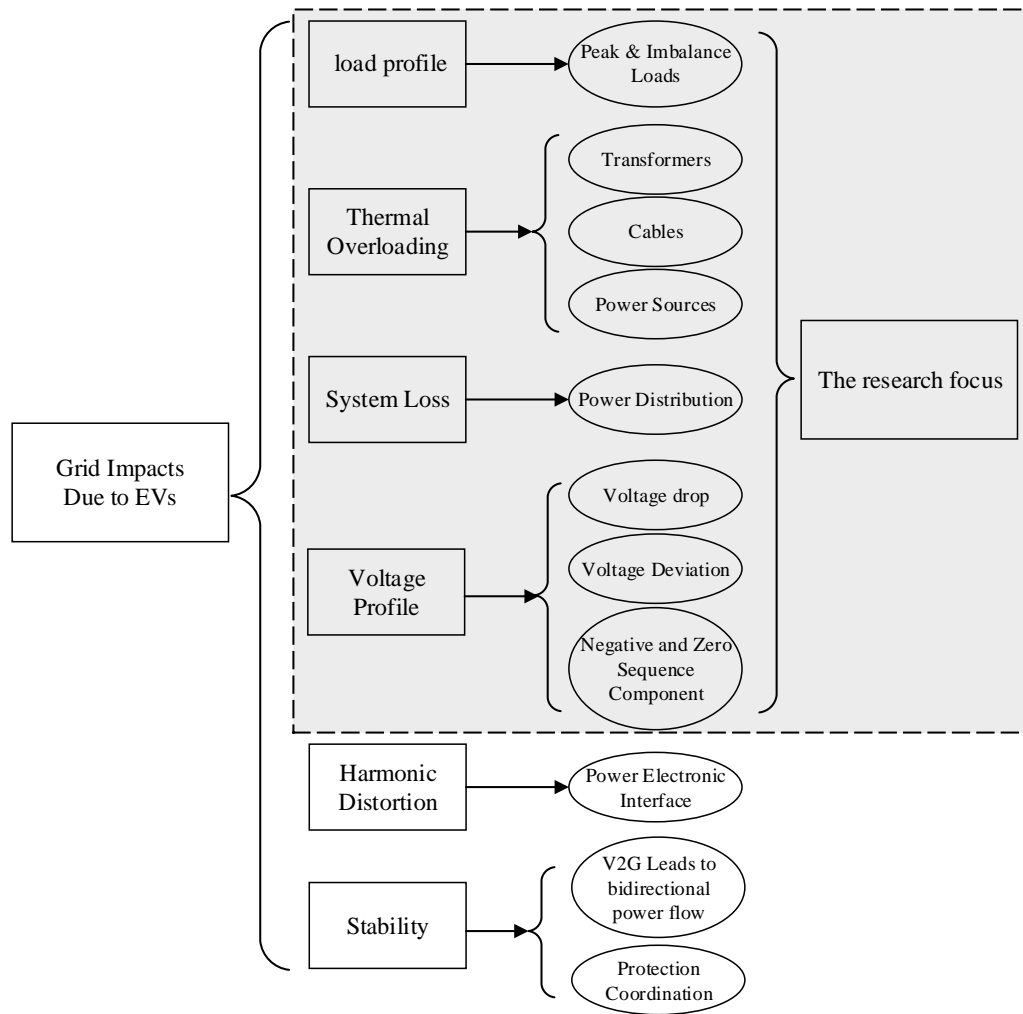 load profile
Peak & Imbalance
Loads
Thermal
Overloading
Transformers
Cables
Power Sources
System Loss
Power Distribution
The research focus
Grid Impacts
Due to EVs
Voltage
Profile
Voltage drop
Voltage Deviation
Negative and Zero
Sequence
Component
Harmonic
Distortion
Power Electronic
Interface
Stability
V2G Leads to
bidirectional
power flow
Protection
Coordination